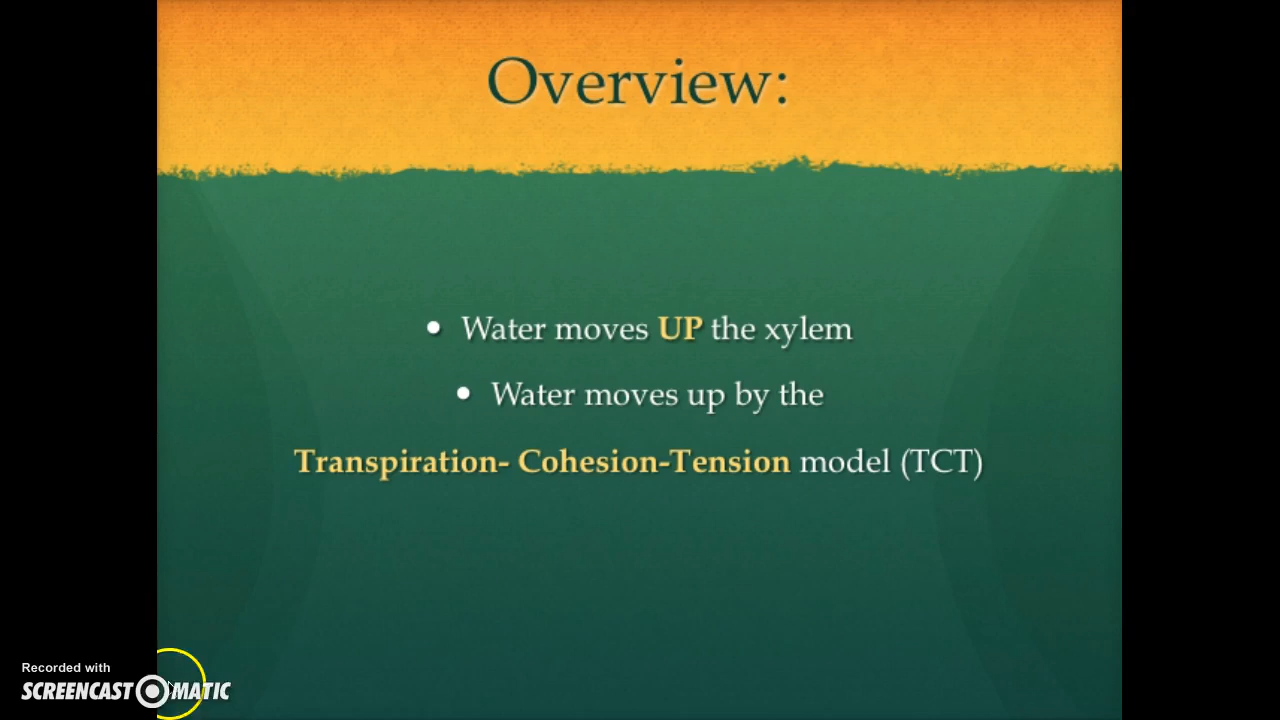 Overview:
• Water moves UP the xylem
• Water moves up by the
Transpiration- Cohesion-Tension model (TCT)
Recorded with
SCREENCAST MATIC